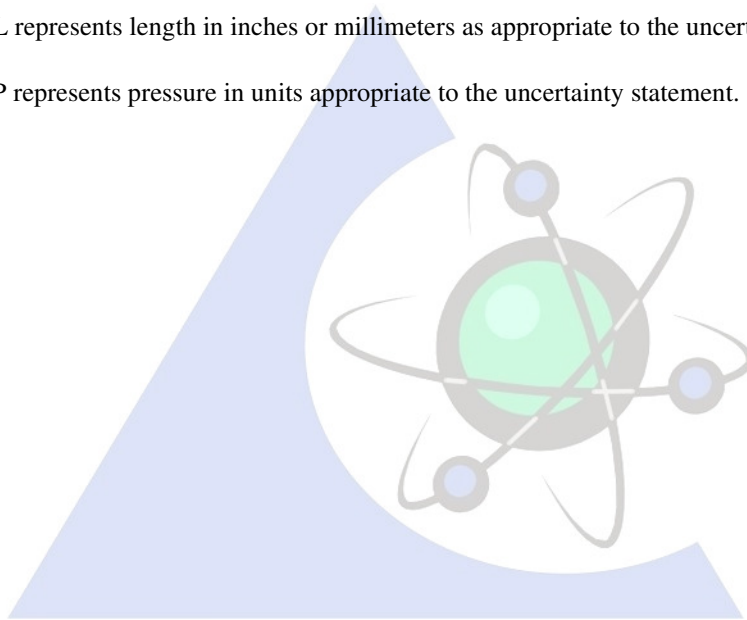 L represents length in inches or millimeters as appropriate to the
P represents pressure in units appropriate to the uncertainty statement.